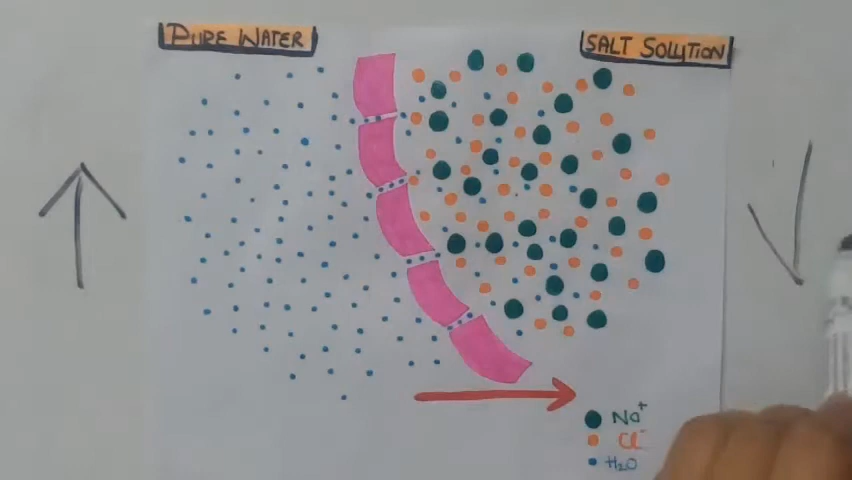 PURE WATER
SALT SOLUTION
Na+
Cl-
H2O